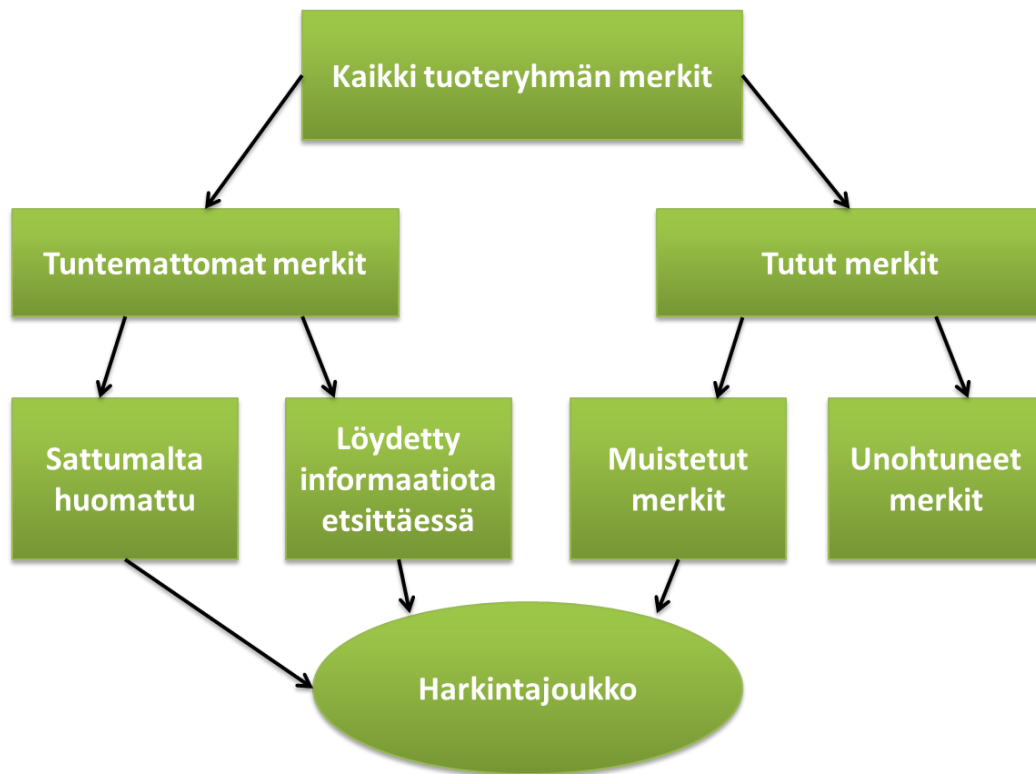 Kaikki tuoteryhmän merkit
Tuntemattomat merkit
Tutut merkit
Sattumalta
huomattu
Löydetty
informaatiota
etsittäessä
Muistetut
merkit
Unohtuneet
merkit
Harkintajoukko